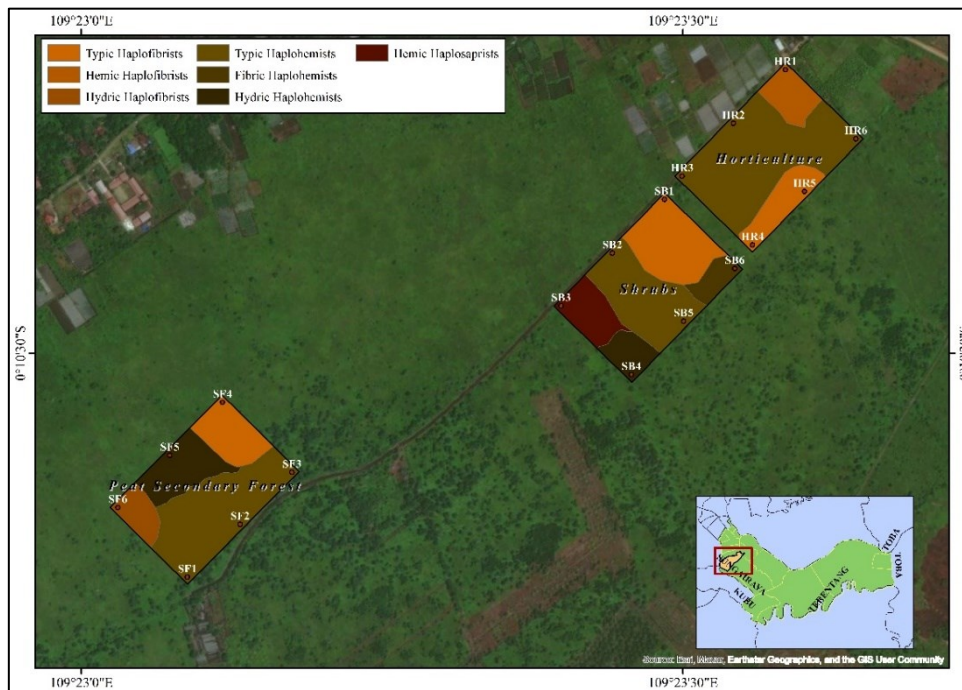 109°23'0"E
109°23'30"E
Typic Haplofibrists
Typic Haplohemists
Hemic Haplosaprists
Hemic Haplofibrists
Fibric Haplohemists
Hydric Haplofibrists
Hydric Haplohemists
HR1
HR2
HR6
Horticulture
HR3
HR5
SB1
HR4
SB2
SB6
Shrubs
SB3
SB5
0°10'30"S
SB4
SF4
SF5
SF3
Peat Secondary Forest
SF6
SF2
SF1
TOBA
TOBA
KUBU
TERENTANG
Source: Esri, Maxar, Earthstar Geographics, and the GIS User Community
109°23'0"E
109°23'30"E